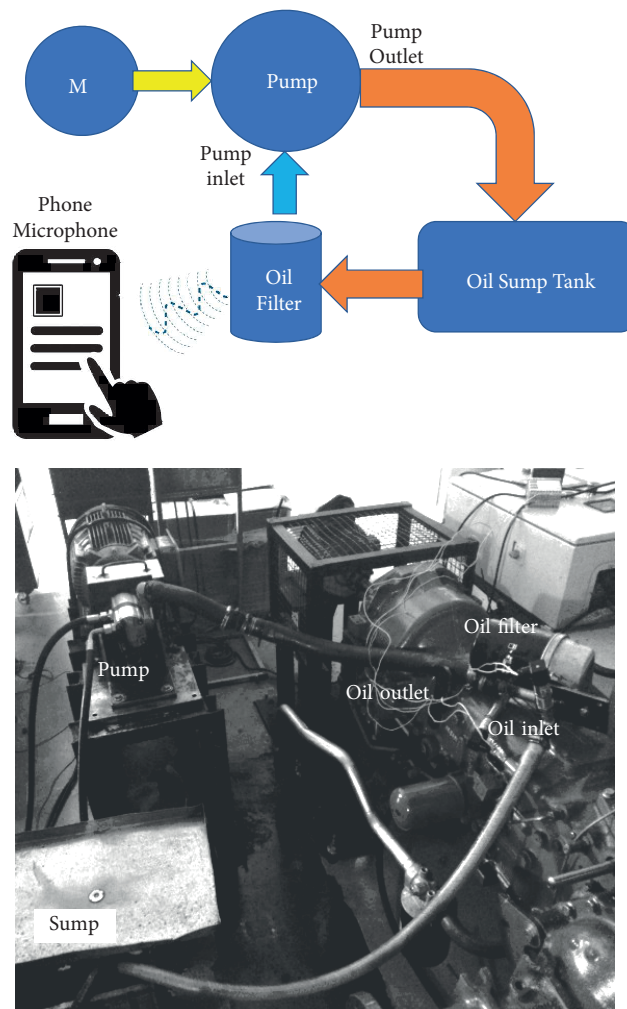 Pump
Outlet
M
Pump
Pump
inlet
Phone
Microphone
Oil
Filter
Oil Sump Tank
Oil filter
Pump
Oil outlet
Oil inlet
Sump